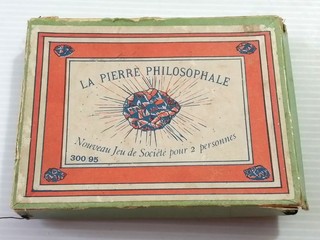 LA PIERRE PHILOSOPHALE
Nouveau Jeu de Société pour 2 personnes
300 95